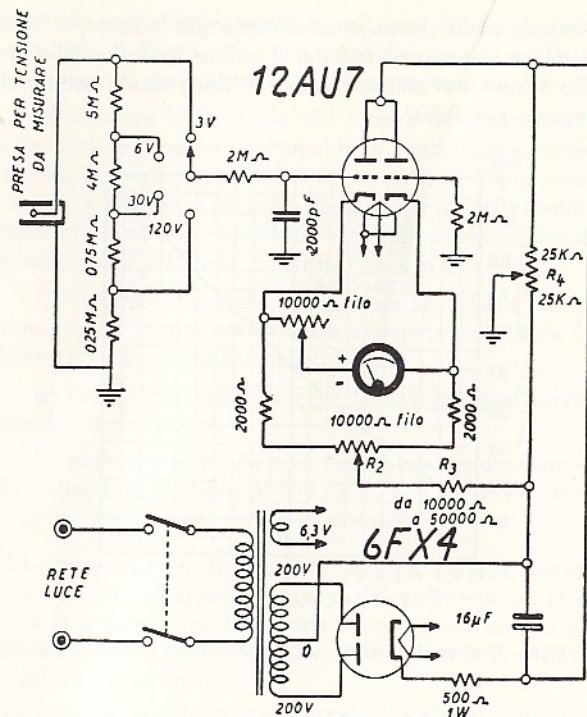 PRESA PER TENSIONE
DA
MISURARE
5MΩ
4MΩ
075MΩ
025MΩ
3V
6V
30V
120V
2MΩ
2000pF
12AU7
2MΩ
25KΩ
R4
25KΩ
10000Ω filo
+
-
2000Ω
2000Ω
10000Ω filo
R2
R3
da 10000Ω
a 50000Ω
RETE
LUCE
6,3V
200V
0
200V
6FX4
16µF
500Ω
1W